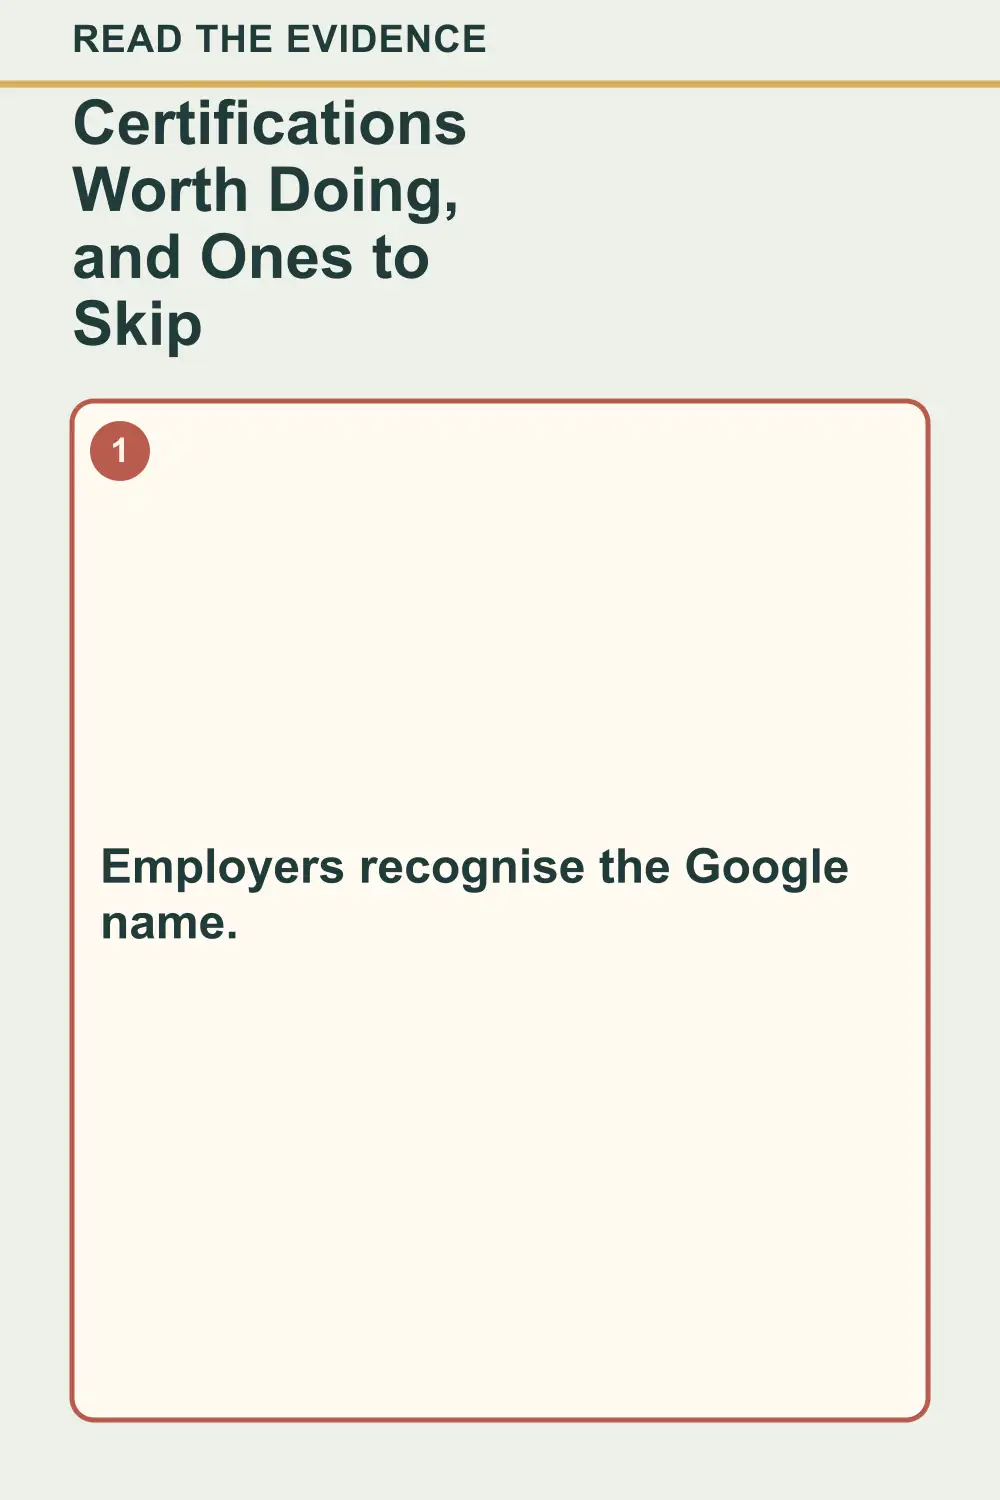 READ THE EVIDENCE
Certifications
Worth Doing,
and Ones to
Skip
1
Employers recognise the Google
name.